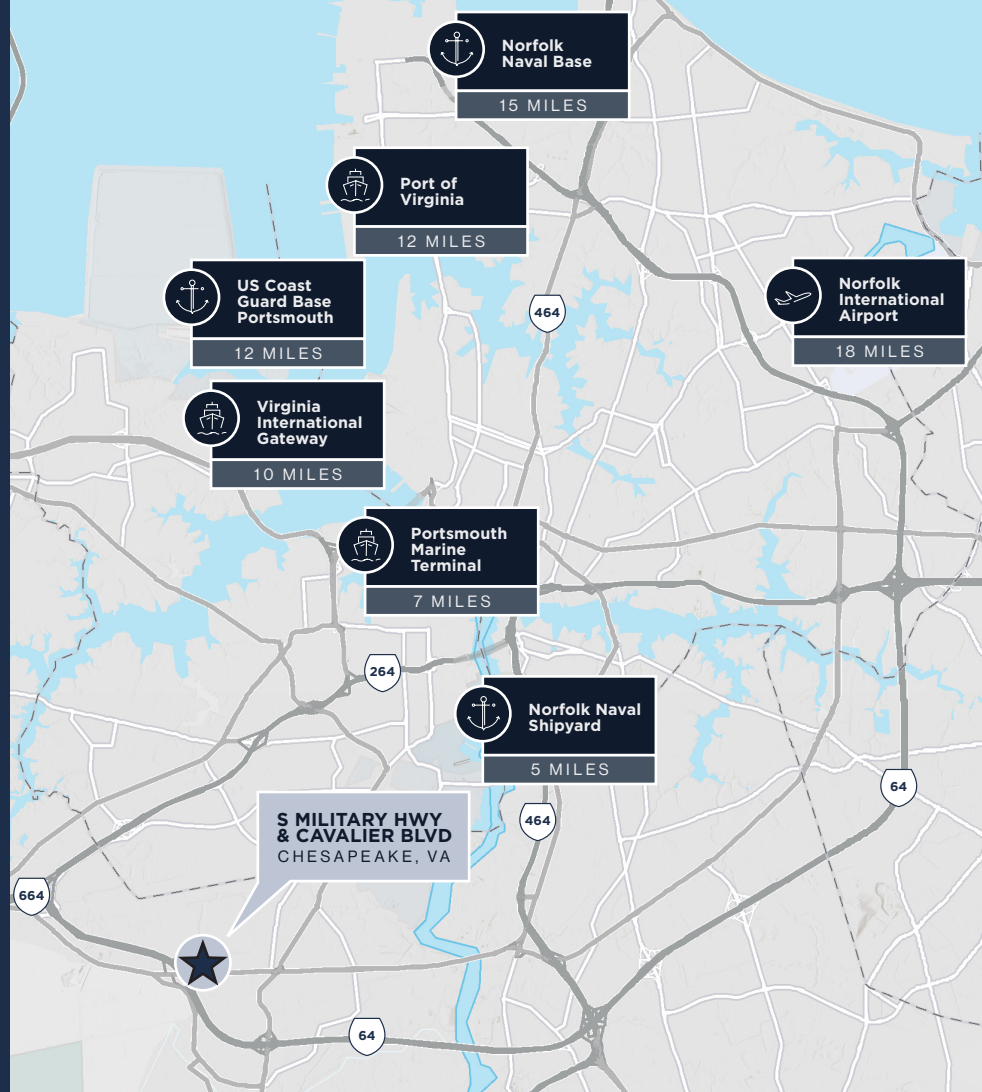 Norfolk
Naval Base
15 MILES
Port of
Virginia
12 MILES
US Coast
Guard Base
Portsmouth
12 MILES
Norfolk
International
Airport
18 MILES
464
Virginia
International
Gateway
10 MILES
Portsmouth
Marine
Terminal
7 MILES
264
Norfolk Naval
Shipyard
5 MILES
64
464
S MILITARY HWY
& CAVALIER BLVD
CHESAPEAKE, VA
664
64